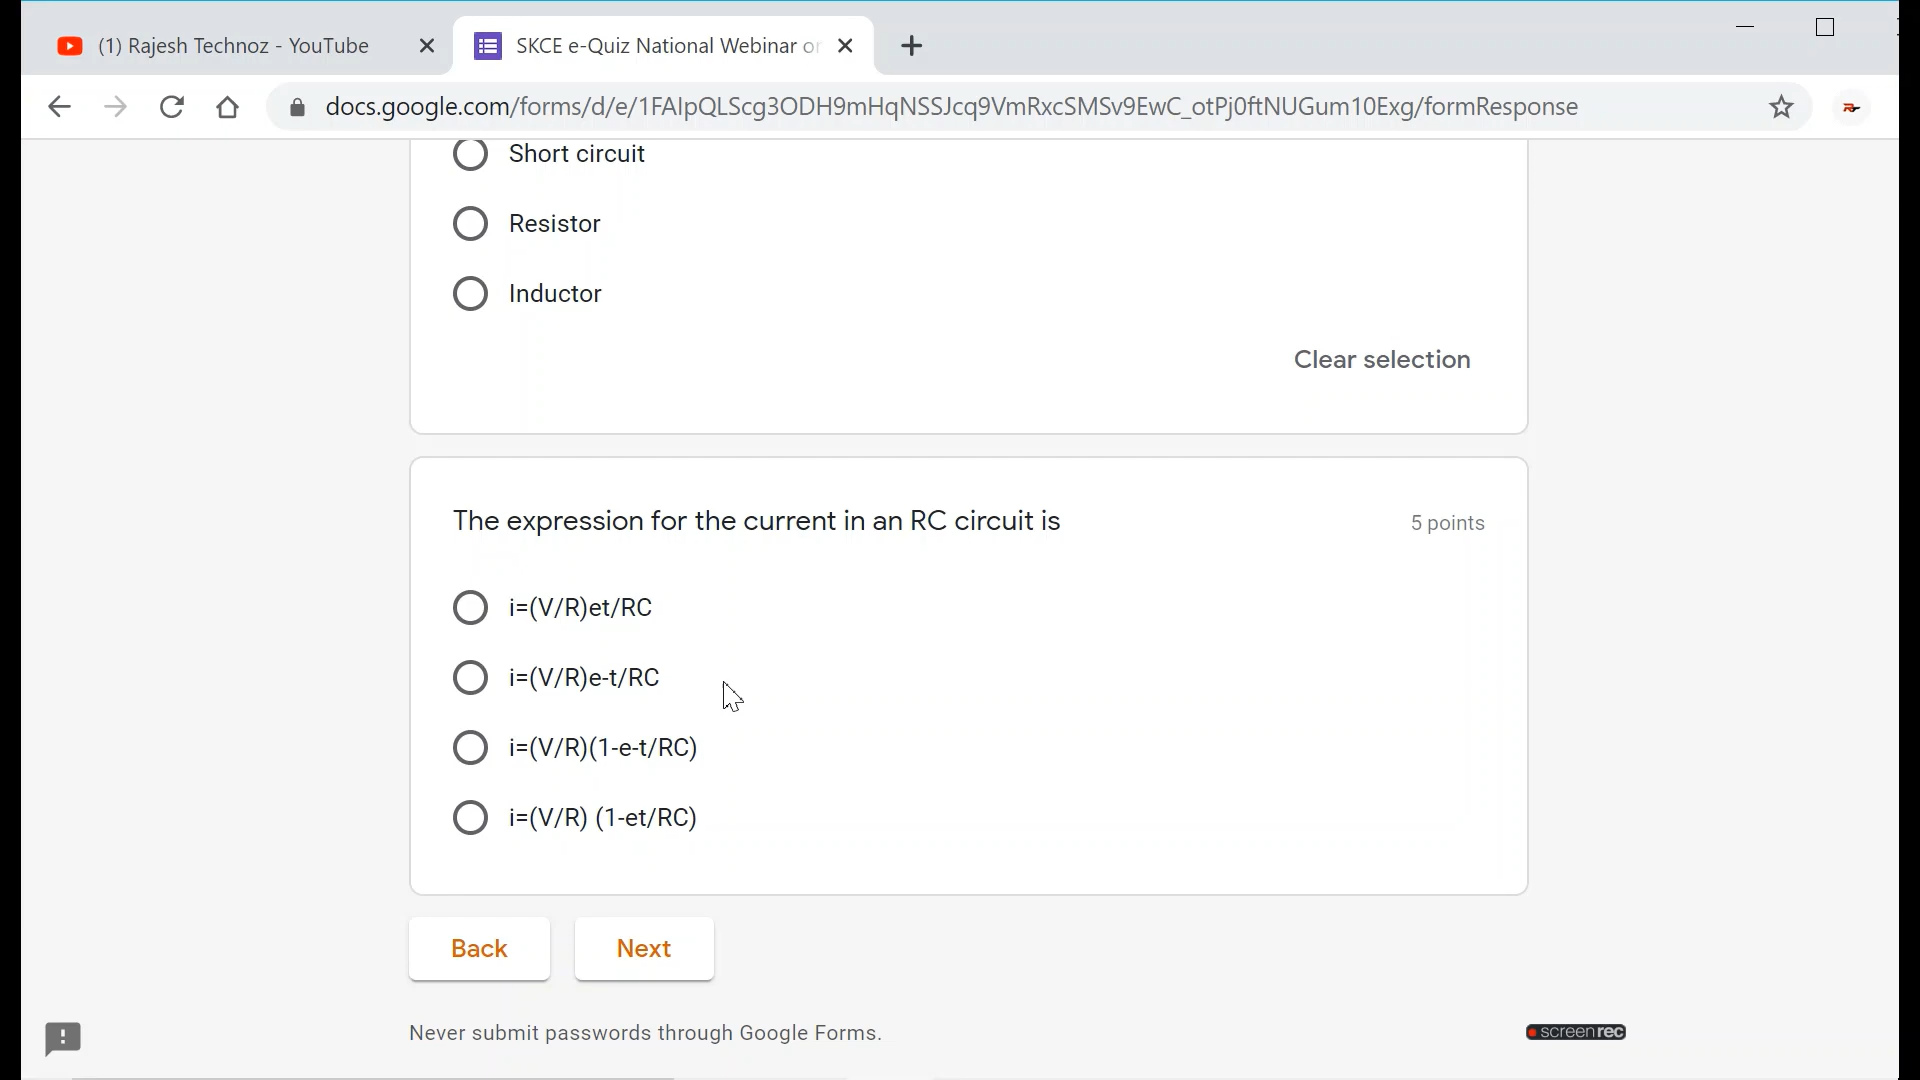 (1) Rajesh Technoz - YouTube
SKCE e-Quiz National Webinar or
docs.google.com/forms/d/e/1FAIpQLScg3ODH9mHqNSSJcq9VmRxcSMSv9EwC_otPj0ftNUGum10Exg/formResponse
Short circuit
Resistor
Inductor
Clear selection
The expression for the current in an RC circuit is
5 points
i=(V/R)et/RC
i=(V/R)e-t/RC
i=(V/R)(1-e-t/RC)
i=(V/R) (1-et/RC)
Back
Next
Never submit passwords through Google Forms.
screenrec